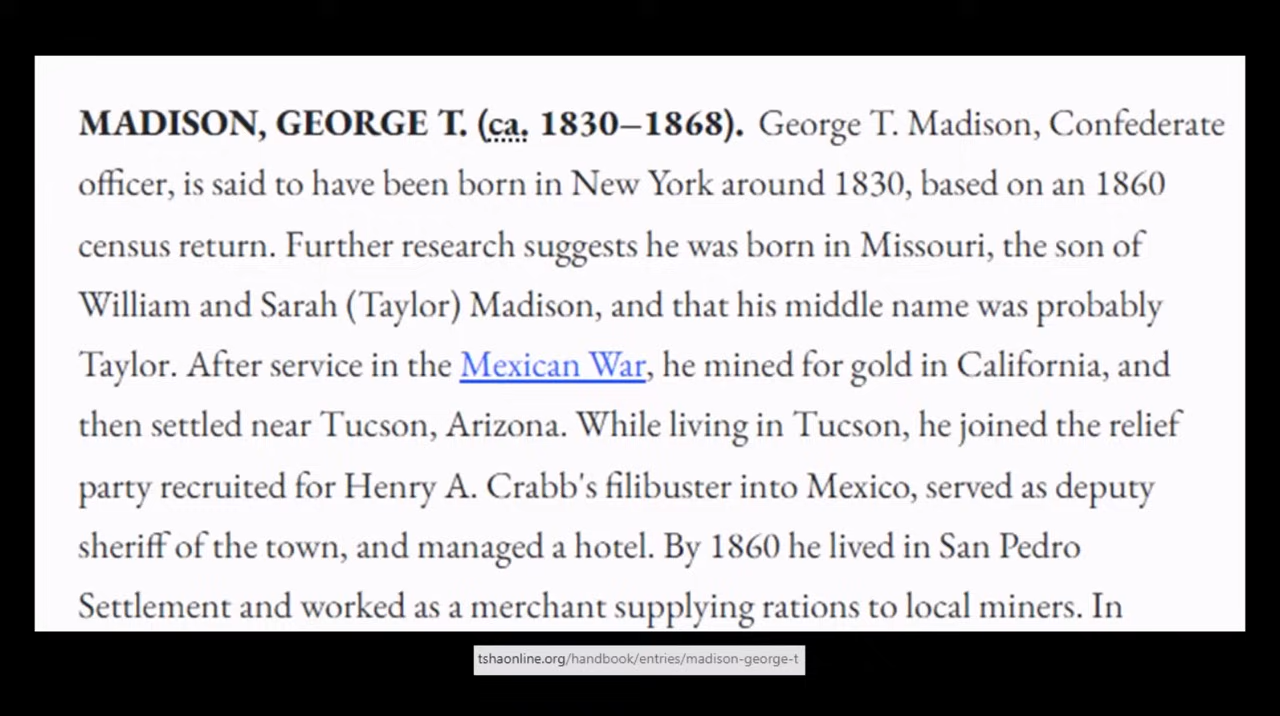 MADISON, GEORGE T. (ca. 1830–1868). George T. Madison, Confederate
officer, is said to have been born in New York around 1830, based on an 1860
census return. Further research suggests he was born in Missouri, the son of
William and Sarah (Taylor) Madison, and that his middle name was probably
Taylor. After service in the Mexican War, he mined for gold in California, and
then settled near Tucson, Arizona. While living in Tucson, he joined the relief
party recruited for Henry A. Crabb's filibuster into Mexico, served as deputy
sheriff of the town, and managed a hotel. By 1860 he lived in San Pedro
Settlement and worked as a merchant supplying rations to local miners. In
tshaonline.org/handbook/entries/madison-george-t